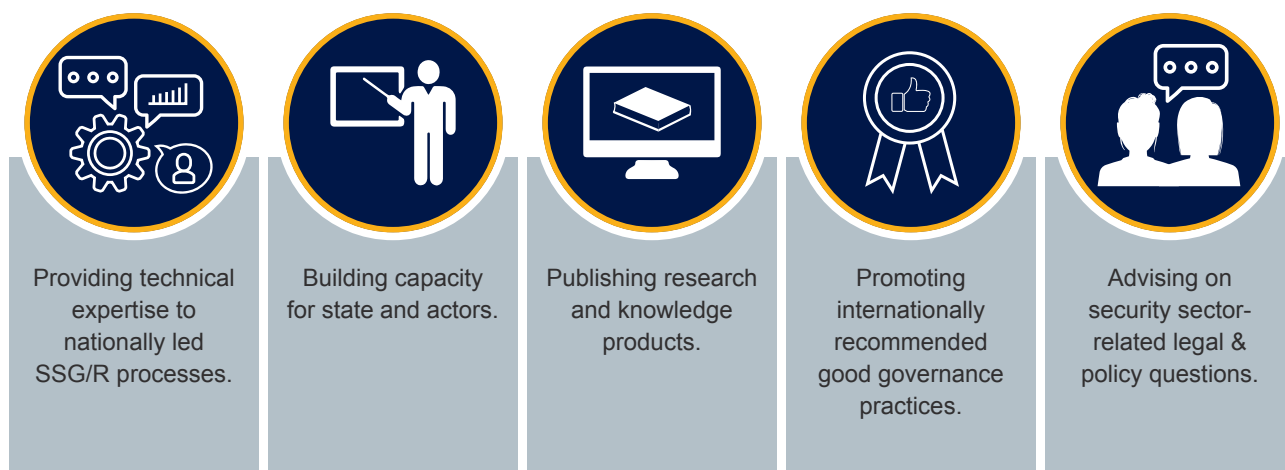 Providing technical
expertise to
nationally led
SSG/R processes.
Building capacity
for state and actors.
Publishing research
and knowledge
products.
Promoting
internationally
recommended
good governance
practices.
Advising on
security sector-
related legal &
policy questions.